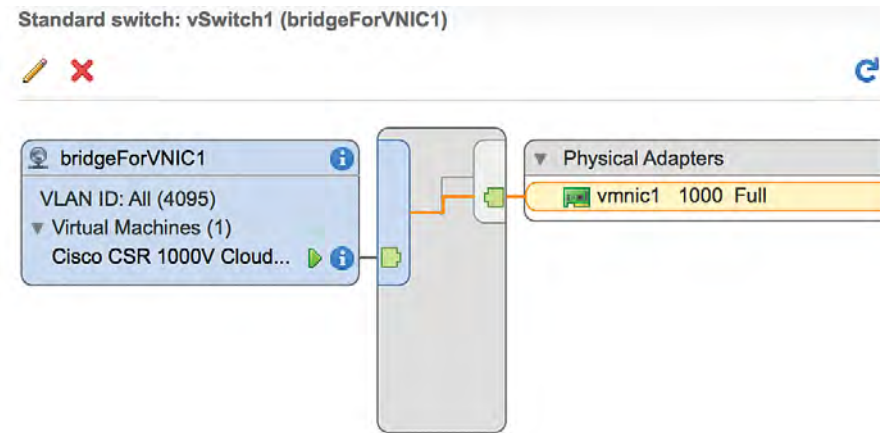 Standard switch: vSwitch1 (bridgeForVNIC1)
bridgeForVNIC1
VLAN ID: All (4095)
Virtual Machines (1)
Cisco CSR 1000V Cloud...
Physical Adapters
vmnic1 1000 Full